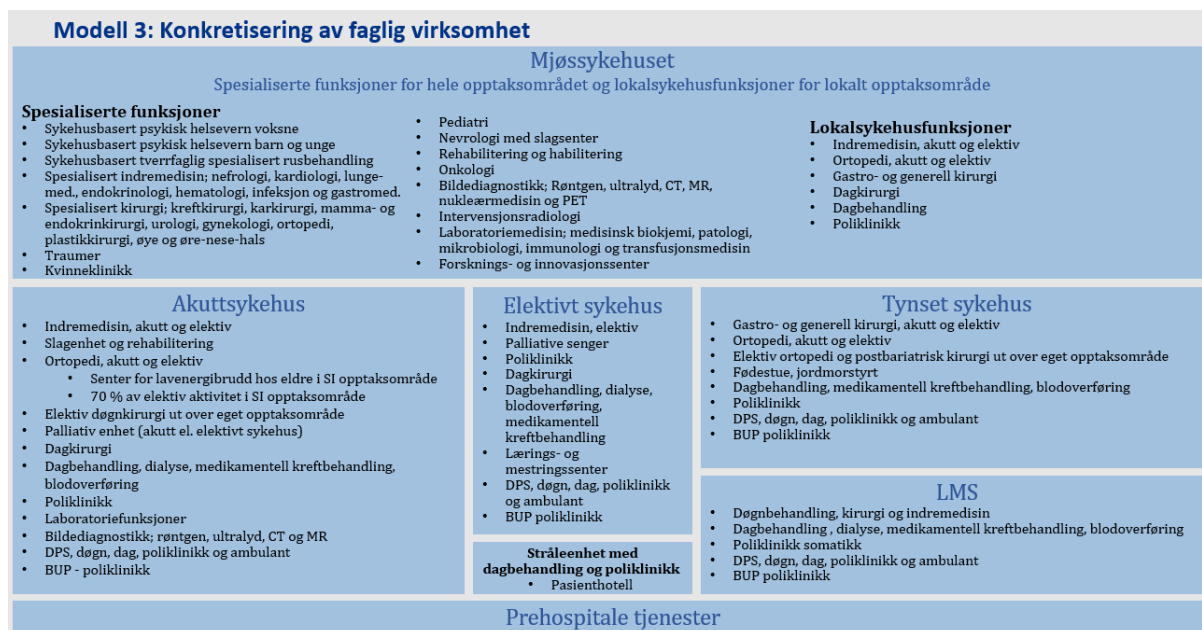 Modell 3: Konkretisering av faglig virksomhet
Mjøssykehuset
Spesialiserte funksjoner for hele opptaksområdet og lokalsykehusfunksjoner for lokalt opptaksområde
Spesialiserte funksjoner
• Sykehusbasert psykisk helsevern voksne
• Sykehusbasert psykisk helsevern barn og unge
• Sykehusbasert tverrfaglig spesialisert rusbehandling
• Spesialisert indremedisin; nefrologi, kardiologi, lunge-
med., endokrinologi, hematologi, infeksjon og gastromed.
• Spesialisert kirurgi; kreftkirurgi, karkirurgi, mamma- og
endokrinkirurgi, urologi, gynekologi, ortopedi,
plastikkirurgi, øye og øre-nese-hals
• Traumer
• Kvinneklinikk
• Pediatri
• Nevrologi med slagsenter
• Rehabilitering og habilitering
• Onkologi
• Bildediagnostikk; Røntgen, ultralyd, CT, MR,
nukleærmedisin og PET
• Intervensjonsradiologi
• Laboratoriemedisin; medisinsk biokjemi, patologi,
mikrobiologi, immunologi og transfusjonsmedisin
• Forsknings- og innovasjonssenter
Lokalsykehusfunksjoner
• Indremedisin, akutt og elektiv
• Ortopedi, akutt og elektiv
• Gastro- og generell kirurgi
• Dagkirurgi
• Dagbehandling
• Poliklinikk
Akuttsykehus
• Indremedisin, akutt og elektiv
• Slagenhet og rehabilitering
• Ortopedi, akutt og elektiv
• Senter for lavenergibrudd hos eldre i SI opptaksområde
• 70 % av elektiv aktivitet i SI opptaksområde
• Elektiv døgnkirurgi ut over eget opptaksområde
• Palliativ enhet (akutt el. elektivt sykehus)
• Dagkirurgi
• Dagbehandling, dialyse, medikamentell kreftbehandling,
blodoverføring
• Poliklinikk
• Laboratoriefunksjoner
• Bildediagnostikk; røntgen, ultralyd, CT og MR
• DPS, døgn, dag, poliklinikk og ambulant
• BUP - poliklinikk
Elektivt sykehus
• Indremedisin, elektiv
• Palliative senger
• Poliklinikk
• Dagkirurgi
• Dagbehandling, dialyse,
blodoverføring,
medikamentell
kreftbehandling
• Lærings- og
mestringssenter
• DPS, døgn, dag, poliklinikk
og ambulant
• BUP poliklinikk
Stråleenhet med
dagbehandling og poliklinikk
• Pasienthotell
Tynset sykehus
• Gastro- og generell kirurgi, akutt og elektiv
• Ortopedi, akutt og elektiv
• Elektiv ortopedi og postbariatrisk kirurgi ut over eget opptaksområde
• Fødestue, jordmorstyrt
• Dagbehandling, medikamentell kreftbehandling, blodoverføring
• Poliklinikk
• DPS, døgn, dag, poliklinikk og ambulant
• BUP poliklinikk
LMS
• Døgnbehandling, kirurgi og indremedisin
• Dagbehandling , dialyse, medikamentell kreftbehandling, blodoverføring
• Poliklinikk somatikk
• DPS, døgn, dag, poliklinikk og ambulant
• BUP poliklinikk
Prehospitale tjenester